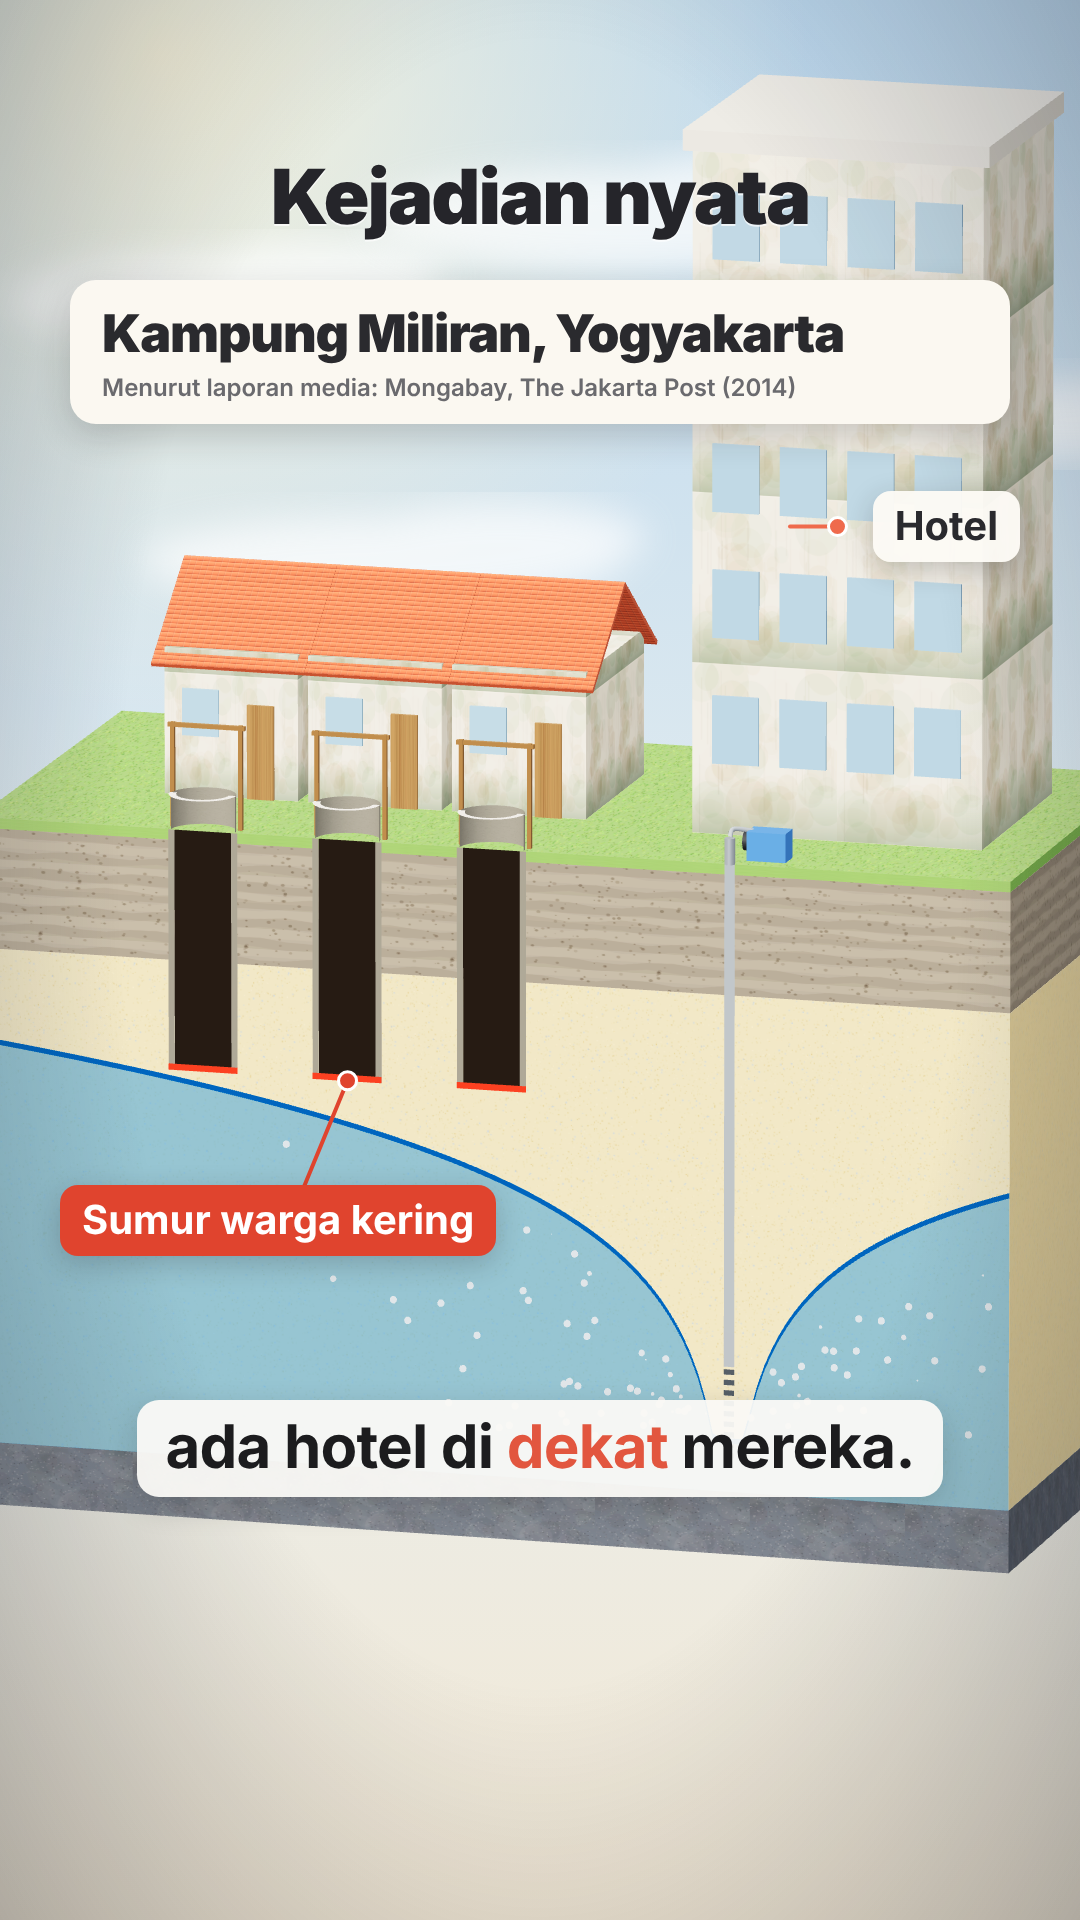 Kejadian nyata
Kampung Miliran, Yogyakarta
Menurut laporan media: Mongabay, The Jakarta Post (2014)
Hotel
Sumur warga kering
ada hotel di dekat mereka.